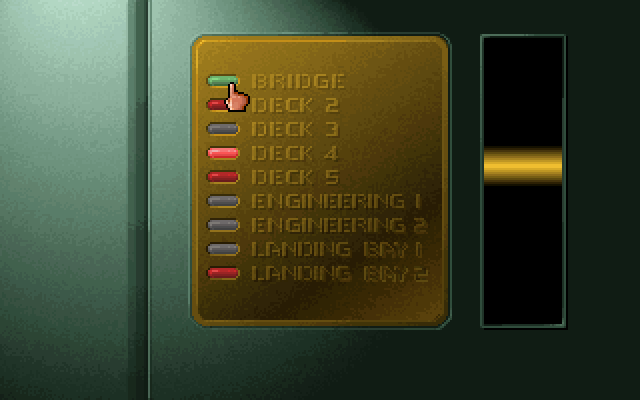 BRIDGE
DECK 2
DECK 3
DECK 4
DECK 5
ENGINEERING 1
ENGINEERING 2
LANDING BAY 1
LANDING BAY 2